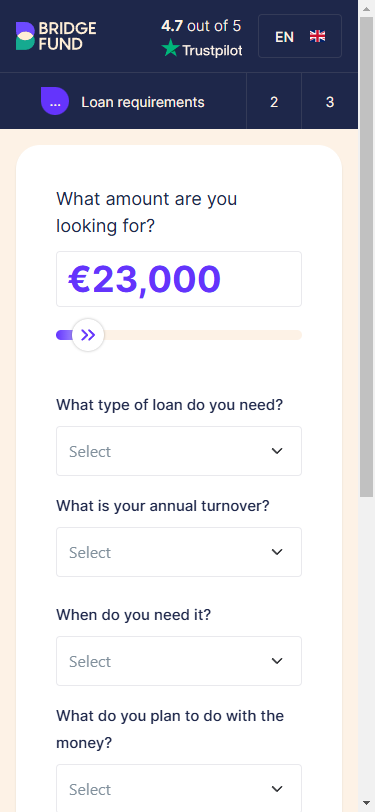 BRIDGE
FUND
4.7 out of 5
Trustpilot
EN
...
Loan requirements
2
3
What amount are you
looking for?
€23,000
What type of loan do you need?
Select
What is your annual turnover?
Select
When do you need it?
Select
What do you plan to do with the
money?
Select